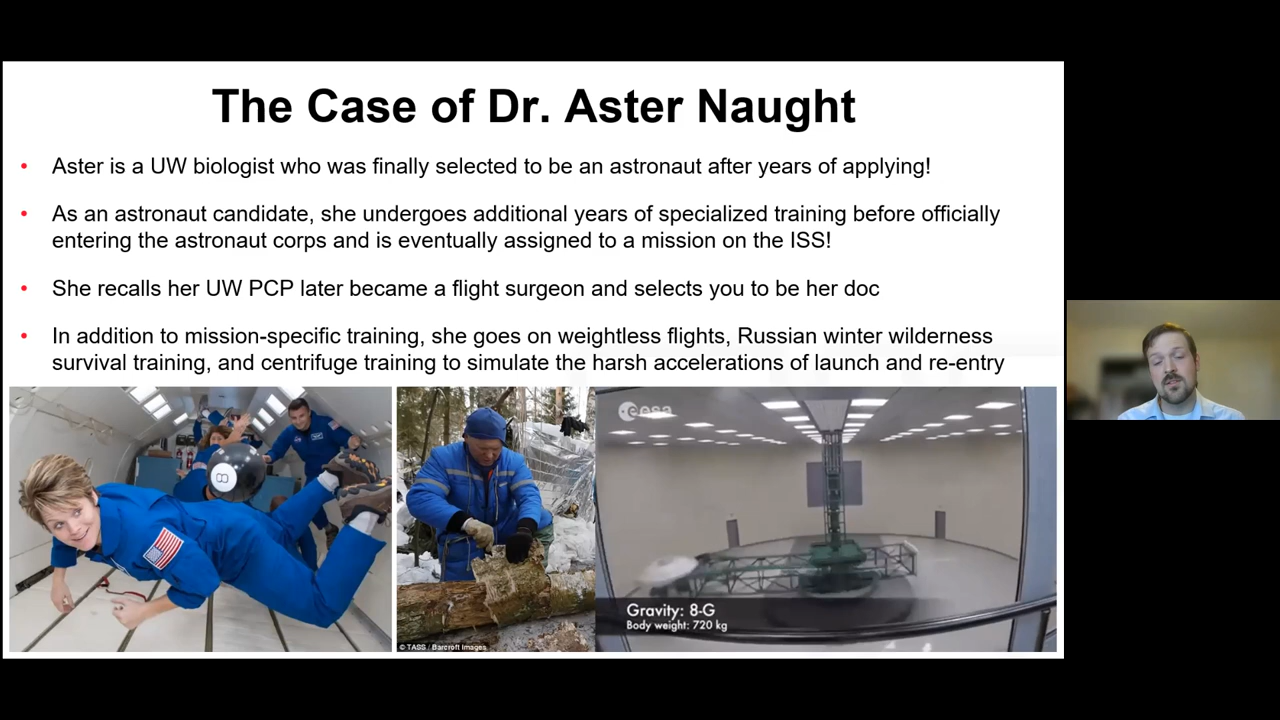 The Case of Dr. Aster Naught
• Aster is a UW biologist who was finally selected to be an astronaut after years of applying!
• As an astronaut candidate, she undergoes additional years of specialized training before officially
entering the astronaut corps and is eventually assigned to a mission on the ISS!
• She recalls her UW PCP later became a flight surgeon and selects you to be her doc
• In addition to mission-specific training, she goes on weightless flights, Russian winter wilderness
survival training, and centrifuge training to simulate the harsh accelerations of launch and re-entry
8
© TASS / Barcroft Images
esa
Gravity: 8-G
Body weight: 720 kg